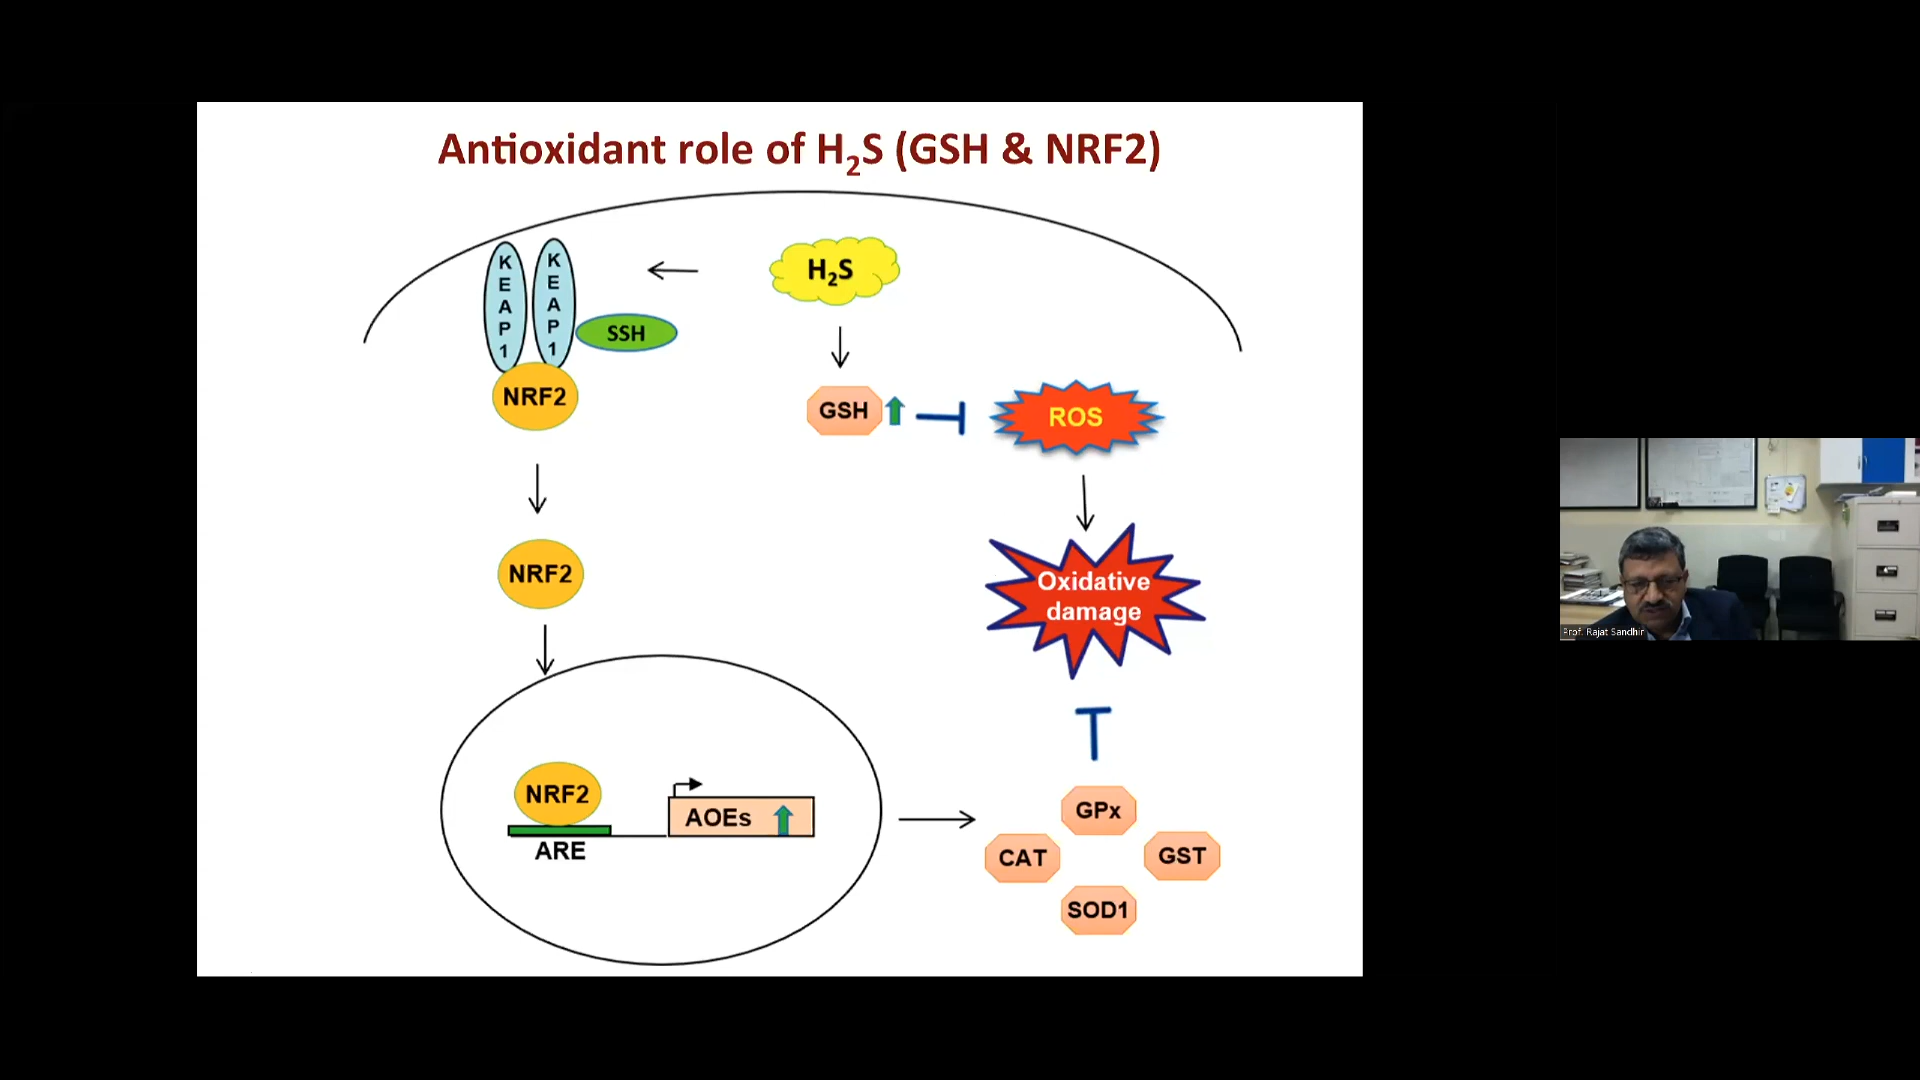 Antioxidant role of H₂S (GSH & NRF2)
KEAP1
KEAP1
H₂S
SSH
NRF2
GSH
ROS
NRF2
Oxidative
damage
NRF2
ARE
AOEs
GPx
CAT
GST
SOD1
Prof. Rajat Sandhir